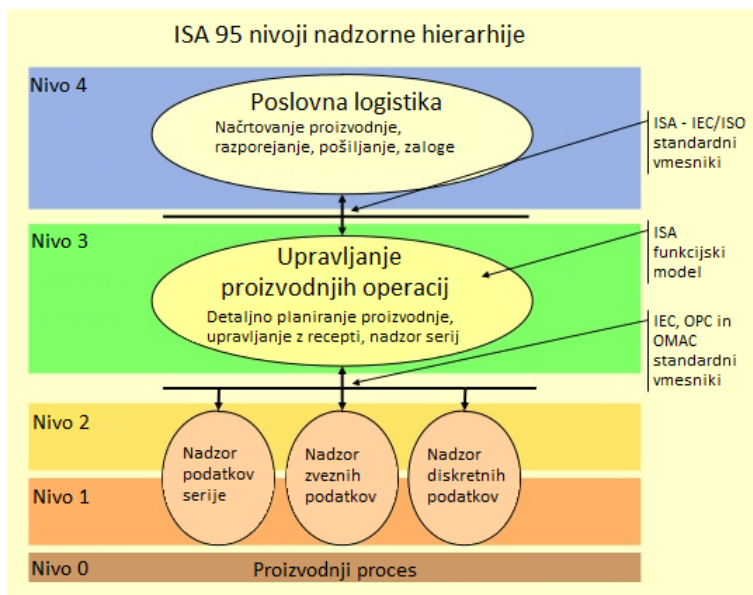 ISA 95 nivoji nadzorne hierarhije
Nivo 4
Poslovna logistika
Načrtovanje proizvodnje,
razporejanje, pošiljanje, zaloge
ISA - IEC/ISO
standardni
vmesniki
Nivo 3
Upravljanje
proizvodnjih operacij
Detaljno planiranje proizvodnje,
upravljanje z recepti, nadzor serij
ISA
funkcijski
model
IEC, OPC in
OMAC
standardni
vmesniki
Nivo 2
Nadzor
podatkov
serije
Nadzor
zveznih
podatkov
Nadzor
diskretnih
podatkov
Nivo 1
Nivo 0
Proizvodnji proces